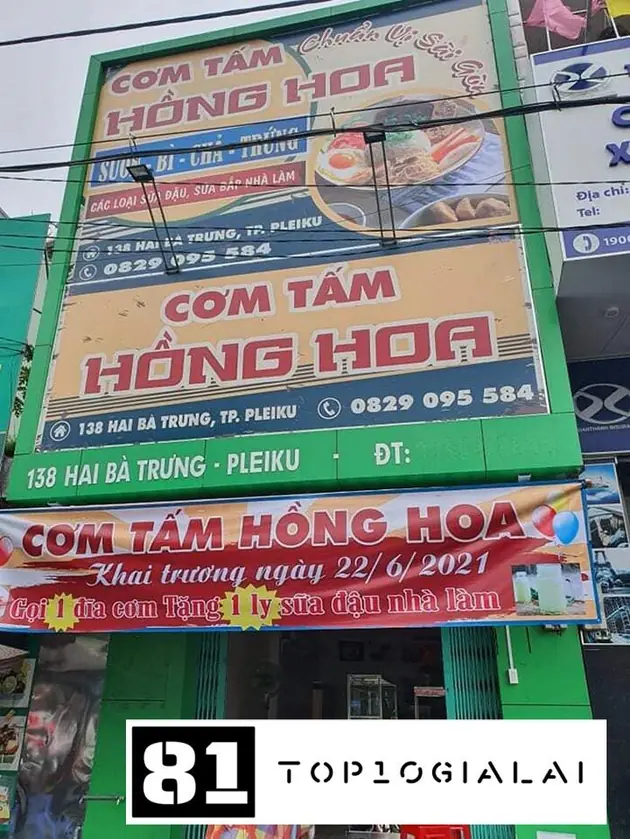 CƠM TẤM
HỒNG HOA
Chuẩn Vị Sài Gòn
SƯỜN - BÌ - CHẢ - TRỨNG
CÁC LOẠI SỮA ĐẬU, SỮA BẮP NHÀ LÀM
138 HAI BÀ TRƯNG, TP. PLEIKU
0829 095 584
CƠM TẤM
HỒNG HOA
138 HAI BÀ TRƯNG, TP. PLEIKU
0829 095 584
138 HAI BÀ TRƯNG - PLEIKU - ĐT:
CƠM TẤM HỒNG HOA
Khai trương ngày 22/6/2021
Gọi 1 dĩa cơm Tặng 1 ly sữa đậu nhà làm
Địa chỉ:
Tel:
81 TOP10GIALAI